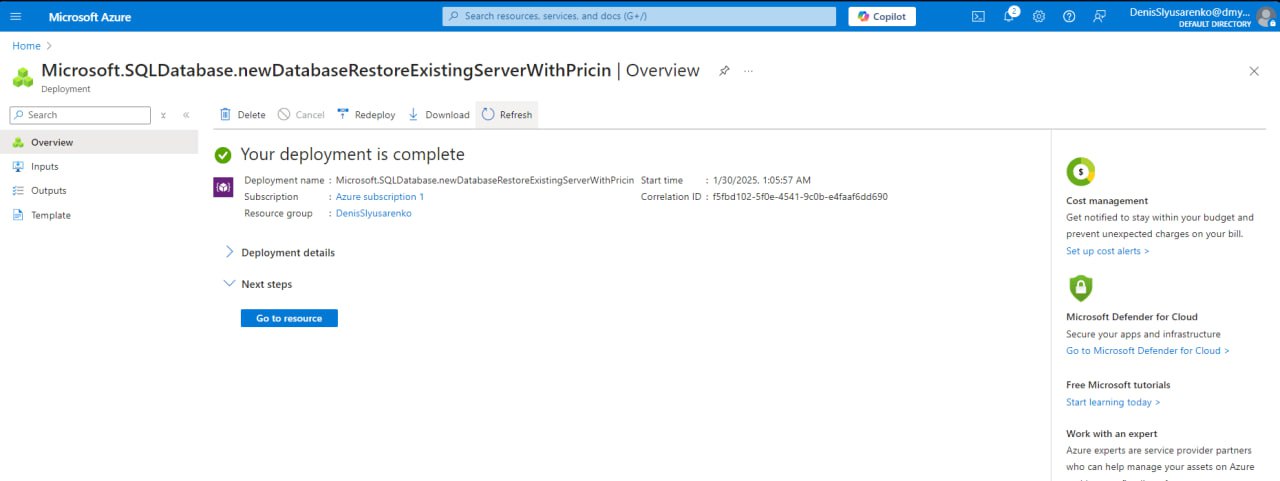 Microsoft Azure
Search resources, services, and docs (G+/)
Copilot
2
DenisSlyusarenko@dmy...
DEFAULT DIRECTORY
Home
Microsoft.SQLDatabase.newDatabaseRestoreExistingServerWithPricin | Overview
Deployment
Search
Delete
Cancel
Redeploy
Download
Refresh
Overview
Inputs
Outputs
Template
Your deployment is complete
Deployment name : Microsoft.SQLDatabase.newDatabaseRestoreExistingServerWithPricin
Subscription : Azure subscription 1
Resource group : DenisSlyusarenko
Start time : 1/30/2025, 1:05:57 AM
Correlation ID : f5fbd102-5f0e-4541-9c0b-e4faaf6dd690
Deployment details
Next steps
Go to resource
Cost management
Get notified to stay within your budget and
prevent unexpected charges on your bill.
Set up cost alerts >
Microsoft Defender for Cloud
Secure your apps and infrastructure
Go to Microsoft Defender for Cloud >
Free Microsoft tutorials
Start learning today >
Work with an expert
Azure experts are service provider partners
who can help manage your assets on Azure